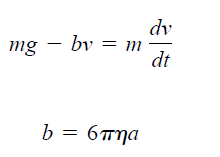 mg − bv = m dv/dt
b = 6πηa